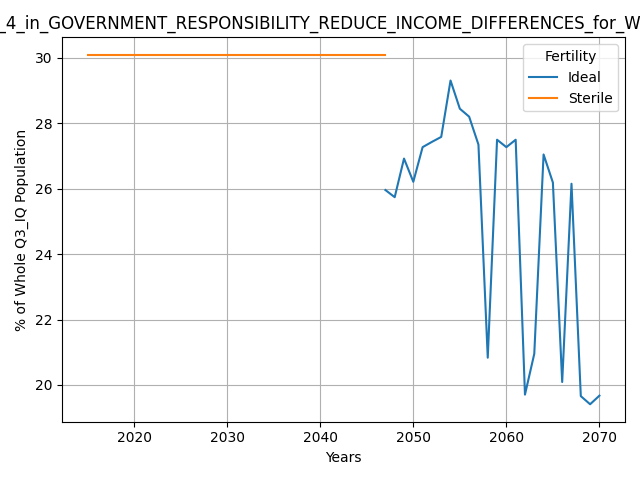 _4_in_GOVERNMENT_RESPONSIBILITY_REDUCE_INCOME_DIFFERENCES_for_W
Fertility
Ideal
Sterile
% of Whole Q3_IQ Population
30
28
26
24
22
20
2020 2030 2040 2050 2060 2070
Years